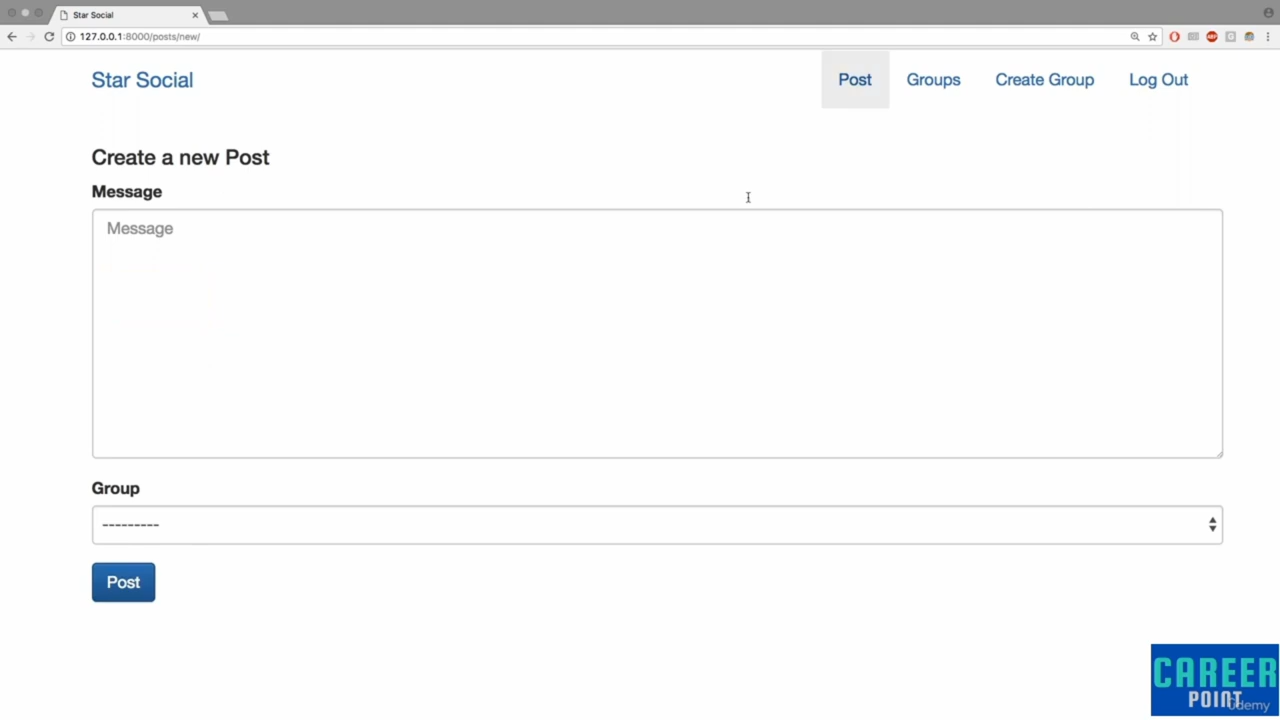 Star Social
127.0.0.1:8000/posts/new/
Star Social
Post Groups Create Group Log Out
Create a new Post
Message
Message
Group
---------
Post
CAREER
POINT
ûdemy